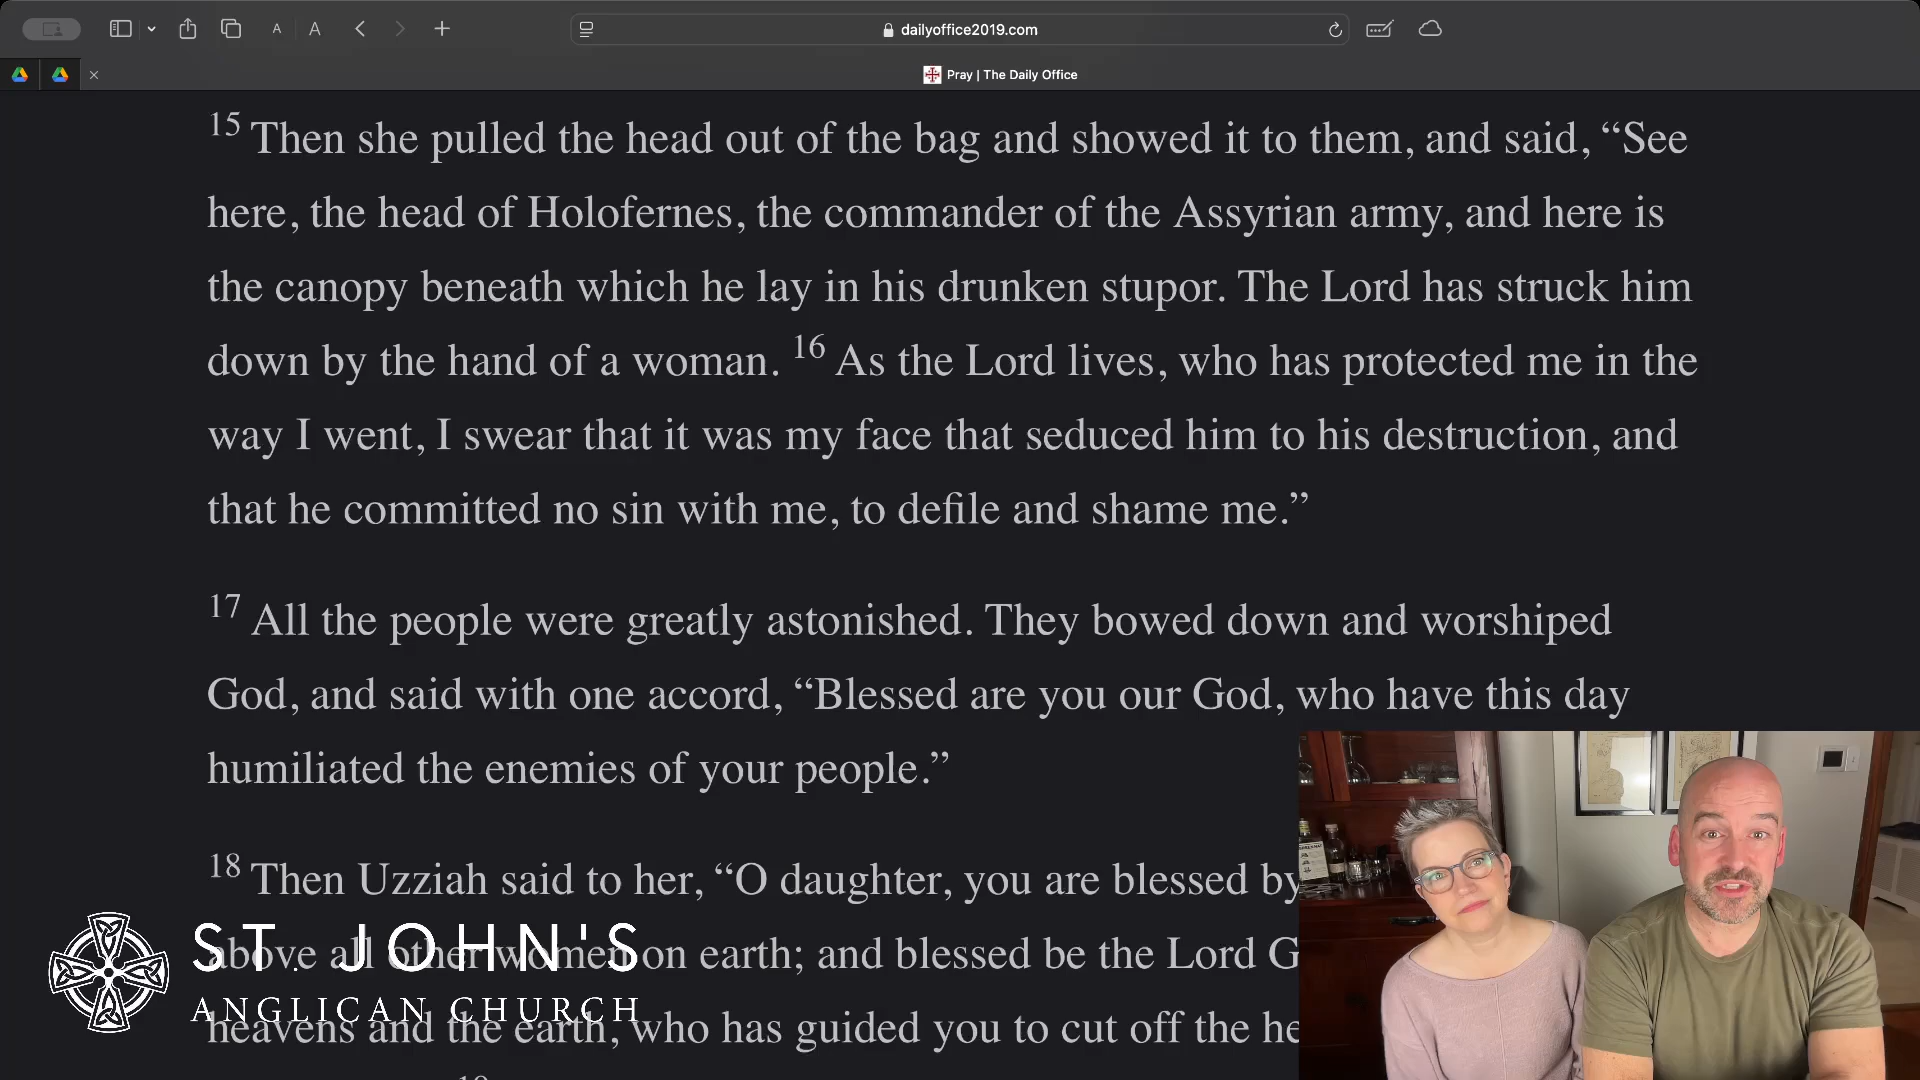 A A dailyoffice2019.com
Pray | The Daily Office
15 Then she pulled the head out of the bag and showed it to them, and said, “See
here, the head of Holofernes, the commander of the Assyrian army, and here is
the canopy beneath which he lay in his drunken stupor. The Lord has struck him
down by the hand of a woman. 16 As the Lord lives, who has protected me in the
way I went, I swear that it was my face that seduced him to his destruction, and
that he committed no sin with me, to defile and shame me.”
17 All the people were greatly astonished. They bowed down and worshiped
God, and said with one accord, “Blessed are you our God, who have this day
humiliated the enemies of your people.”
18 Then Uzziah said to her, “O daughter, you are blessed by
above all other women on earth; and blessed be the Lord G
heavens and the earth, who has guided you to cut off the he
ST. JOHN'S
ANGLICAN CHURCH